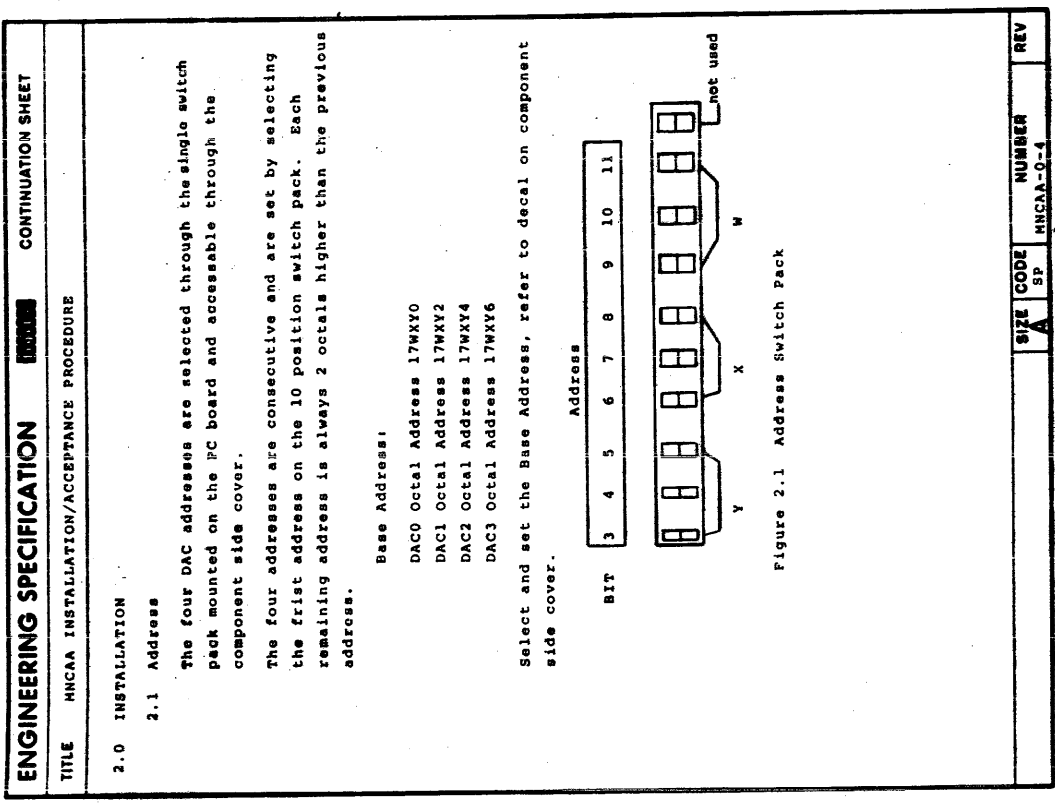 ENGINEERING SPECIFICATION CONTINUATION SHEET
TITLE MNCAA INSTALLATION/ACCEPTANCE PROCEDURE
2.0 INSTALLATION
2.1 Address
The four DAC addresses are selected through the single switch
pack mounted on the PC board and accessable through the
component side cover.
The four addresses are consecutive and are set by selecting
the frist address on the 10 position switch pack. Each
remaining address is always 2 octals higher than the previous
address.
Base Address:
DAC0 Octal Address 17WXY0
DAC1 Octal Address 17WXY2
DAC2 Octal Address 17WXY4
DAC3 Octal Address 17WXY6
Select and set the Base Address, refer to decal on component
side cover.
Address
BIT 3 4 5 6 7 8 9 10 11
not used
Y X W
Figure 2.1 Address Switch Pack
SIZE CODE NUMBER REV
A SP MNCAA-0-4